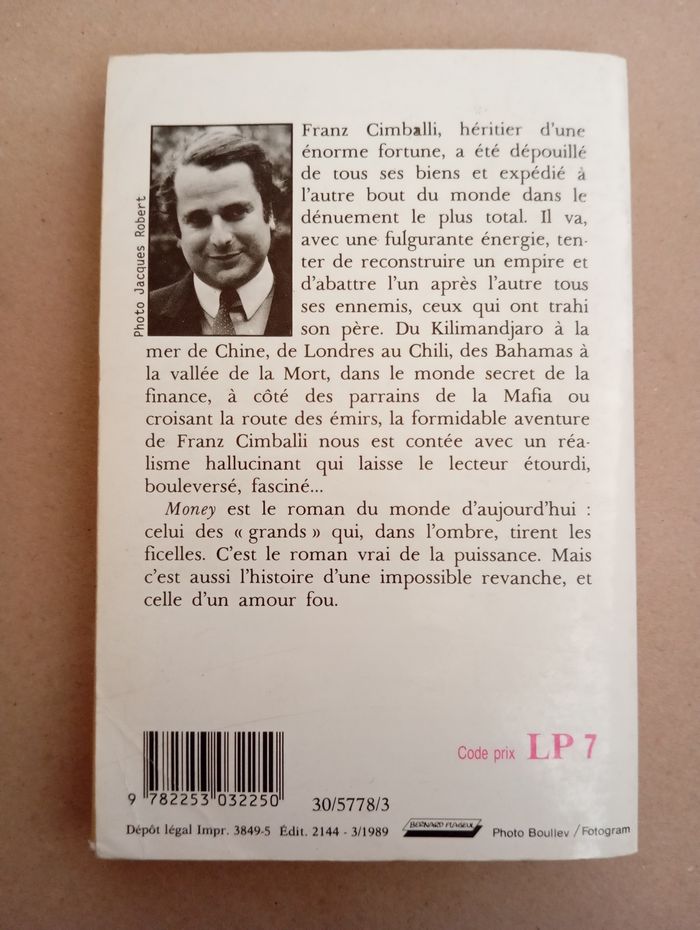 Photo Jacques Robert
Franz Cimballi, héritier d'une
énorme fortune, a été dépouillé
de tous ses biens et expédié à
l'autre bout du monde dans le
dénuement le plus total. Il va,
avec une fulgurante énergie, ten-
ter de reconstruire un empire et
d'abattre l'un après l'autre tous
ses ennemis, ceux qui ont trahi
son père. Du Kilimandjaro à la
mer de Chine, de Londres au Chili, des Bahamas à
la vallée de la Mort, dans le monde secret de la
finance, à côté des parrains de la Mafia ou
croisant la route des émirs, la formidable aventure
de Franz Cimballi nous est contée avec un réa-
lisme hallucinant qui laisse le lecteur étourdi,
bouleversé, fasciné...
Money est le roman du monde d'aujourd'hui :
celui des « grands » qui, dans l'ombre, tirent les
ficelles. C'est le roman vrai de la puissance. Mais
c'est aussi l'histoire d'une impossible revanche, et
celle d'un amour fou.
Code prix LP 7
9 782253 032250
30/5778/3
Dépôt légal Impr. 3849-5 Édit. 2144 - 3/1989
BERNARD
Photo Boulley / Fotogram